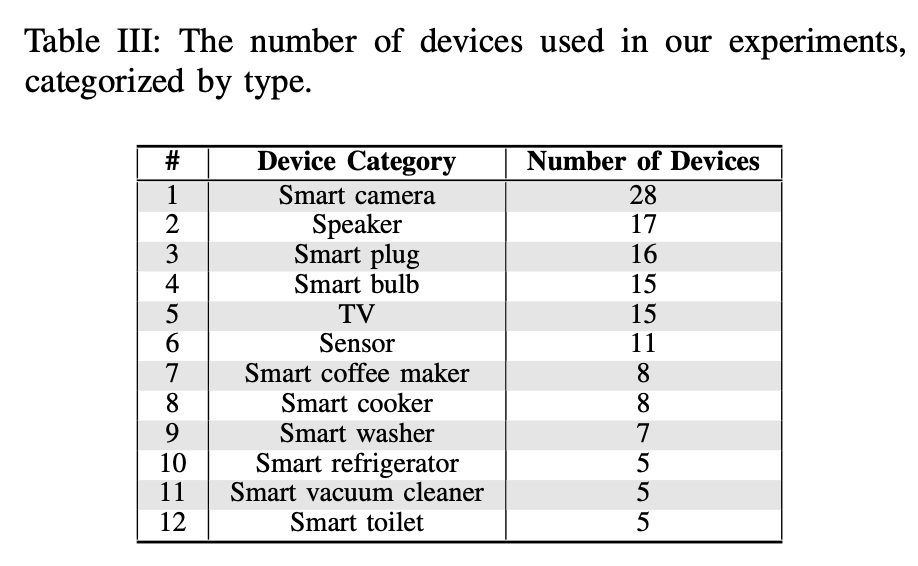 Table III: The number of devices used in our experiments,
categorized by type.
# Device Category Number of Devices
1 Smart camera 28
2 Speaker 17
3 Smart plug 16
4 Smart bulb 15
5 TV 15
6 Sensor 11
7 Smart coffee maker 8
8 Smart cooker 8
9 Smart washer 7
10 Smart refrigerator 5
11 Smart vacuum cleaner 5
12 Smart toilet 5